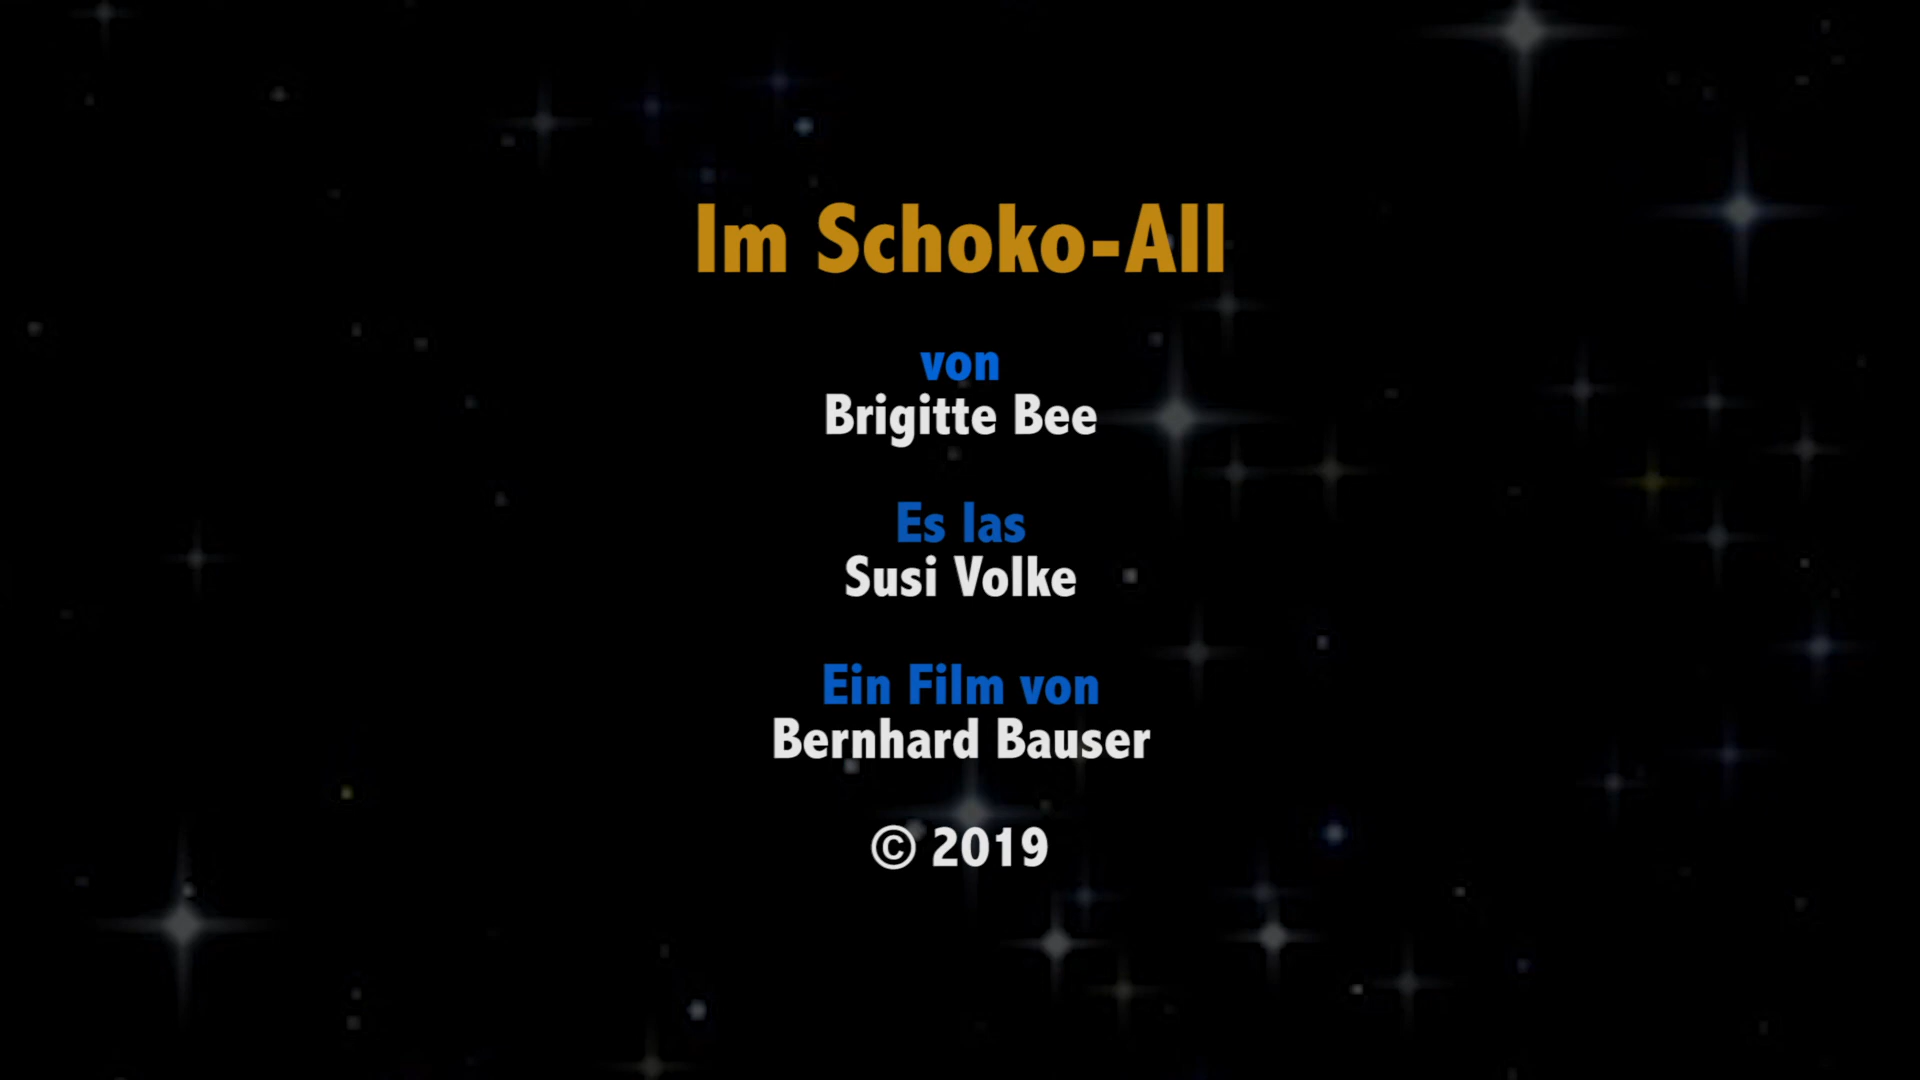 Im Schoko-All
von
Brigitte Bee
Es las
Susi Volke
Ein Film von
Bernhard Bauser
© 2019